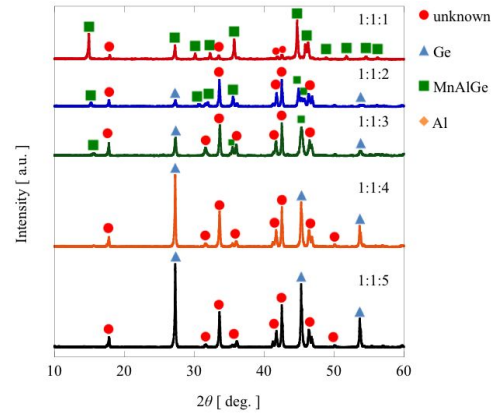 1:1:1
unknown
Ge
1:1:2
MnAlGe
1:1:3
Al
1:1:4
1:1:5
Intensity [ a.u. ]
10 20 30 40 50 60
2θ [ deg. ]